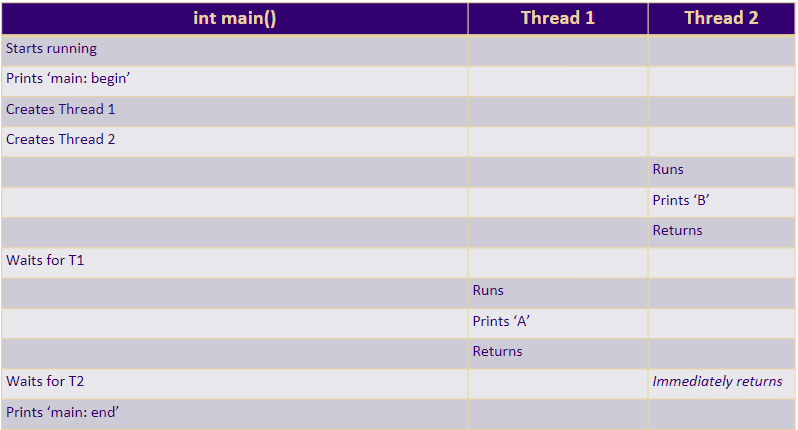 int main() Thread 1 Thread 2
Starts running
Prints ‘main: begin’
Creates Thread 1
Creates Thread 2
Runs
Prints ‘B’
Returns
Waits for T1
Runs
Prints ‘A’
Returns
Waits for T2 Immediately returns
Prints ‘main: end’